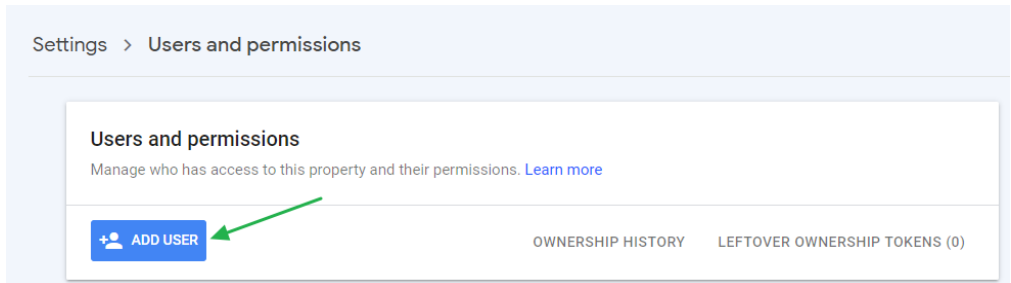 Settings > Users and permissions
Users and permissions
Manage who has access to this property and their permissions. Learn more
ADD USER
OWNERSHIP HISTORY
LEFTOVER OWNERSHIP TOKENS (0)